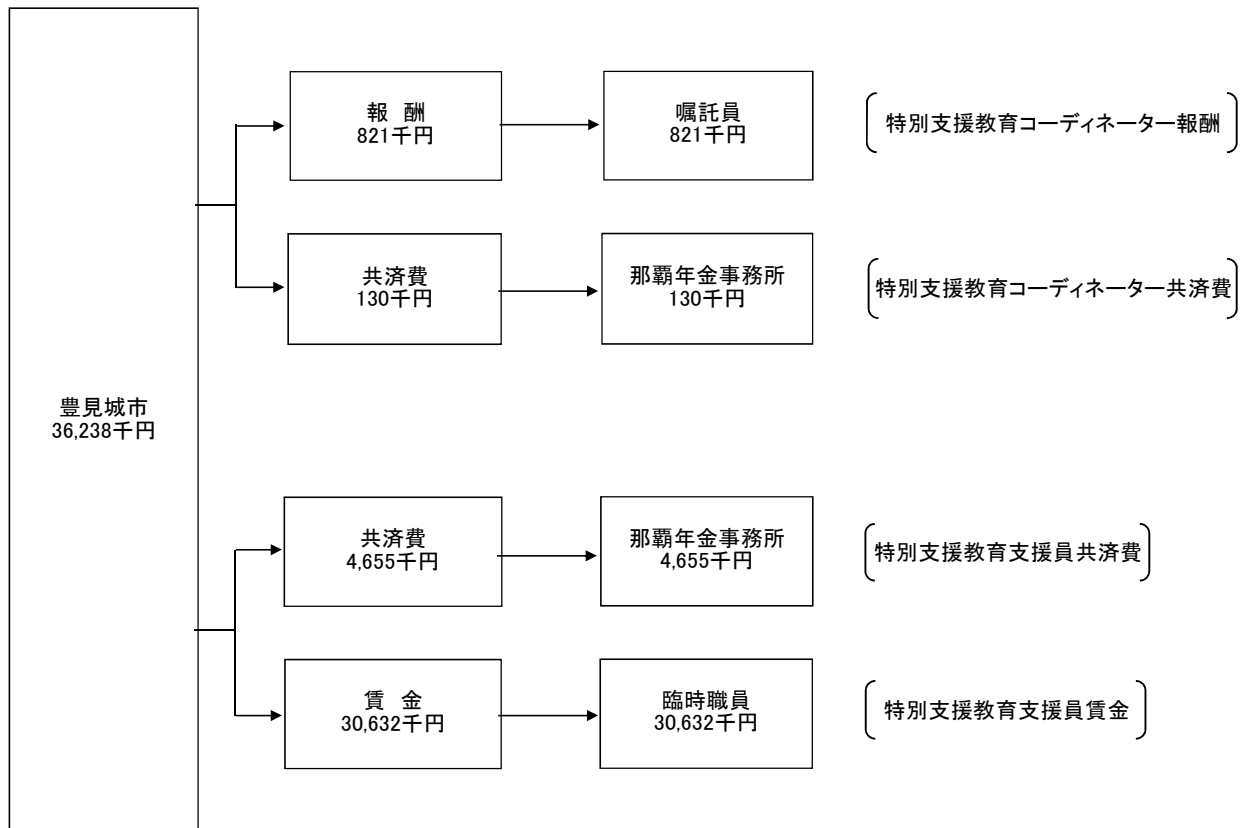 豊見城市
36,238千円
報 酬
821千円
嘱託員
821千円
特別支援教育コーディネーター報酬
共済費
130千円
那覇年金事務所
130千円
特別支援教育コーディネーター共済費
共済費
4,655千円
那覇年金事務所
4,655千円
特別支援教育支援員共済費
賃 金
30,632千円
臨時職員
30,632千円
特別支援教育支援員賃金